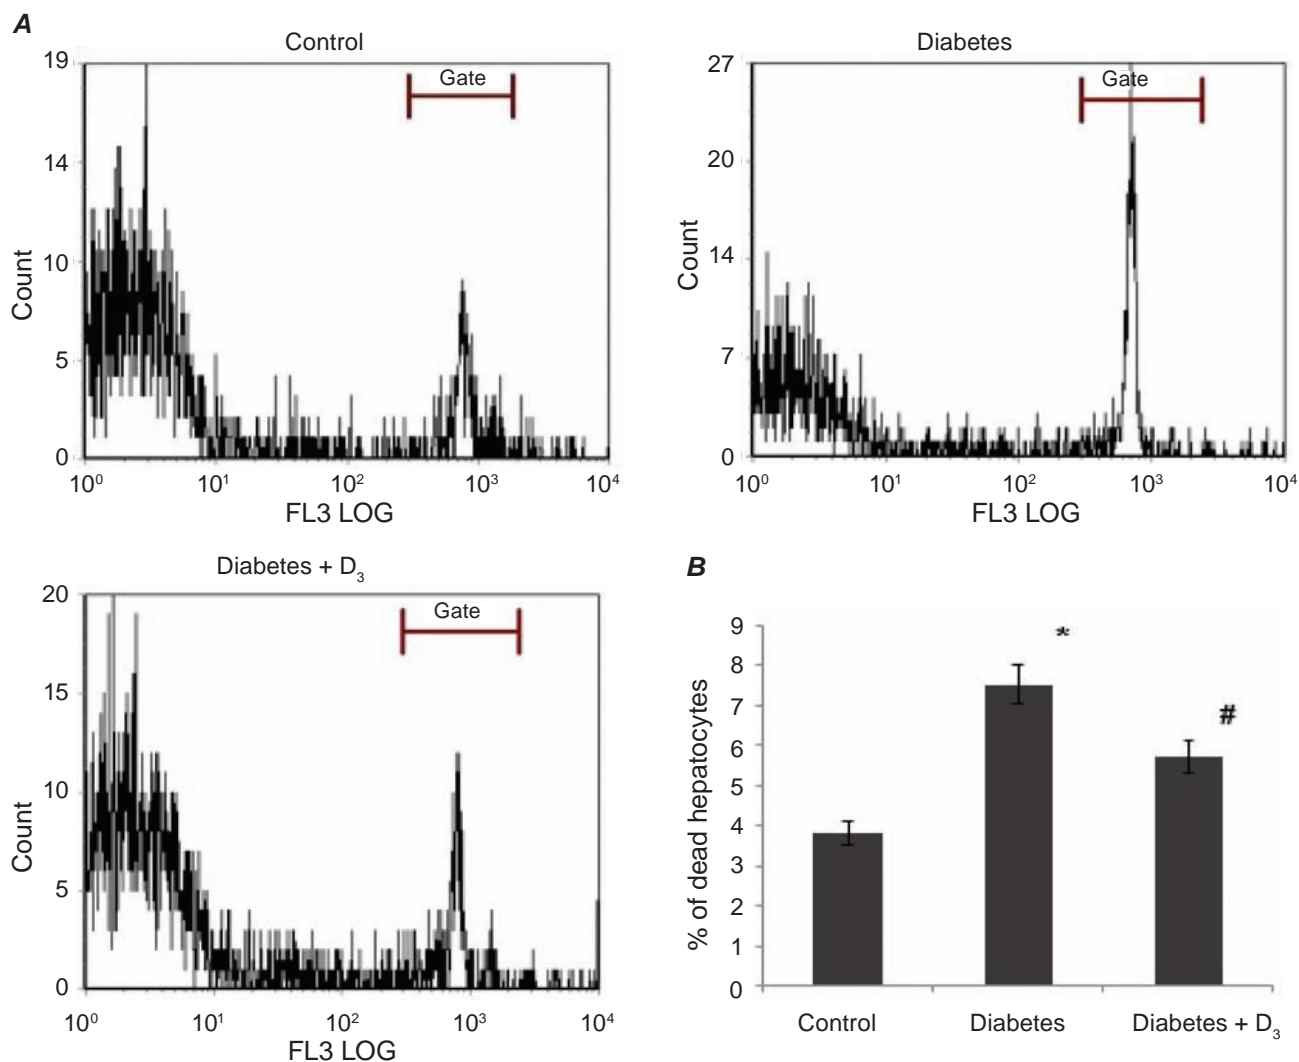 A
Control
19
14
10
5
0
Count
Gate
10⁰ 10¹ 10² 10³ 10⁴
FL3 LOG
Diabetes
27
20
14
7
0
Count
Gate
10⁰ 10¹ 10² 10³ 10⁴
FL3 LOG
Diabetes + D₃
20
15
10
5
0
Count
Gate
10⁰ 10¹ 10² 10³ 10⁴
FL3 LOG
B
9
8
7
6
5
4
3
2
1
0
% of dead hepatocytes
*
#
Control Diabetes Diabetes + D₃